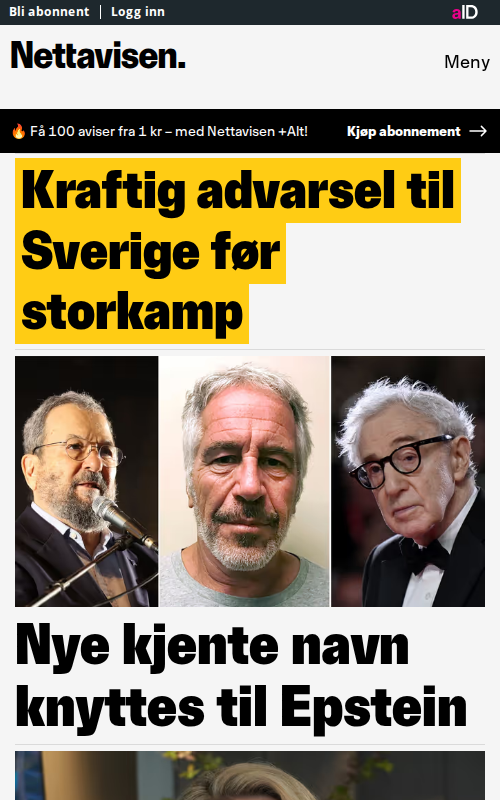 Bli abonnent | Logg inn
aID
Nettavisen.
Meny
🔥 Få 100 aviser fra 1 kr – med Nettavisen +Alt!
Kjøp abonnement →
Kraftig advarsel til
Sverige før
storkamp
Nye kjente navn
knyttes til Epstein